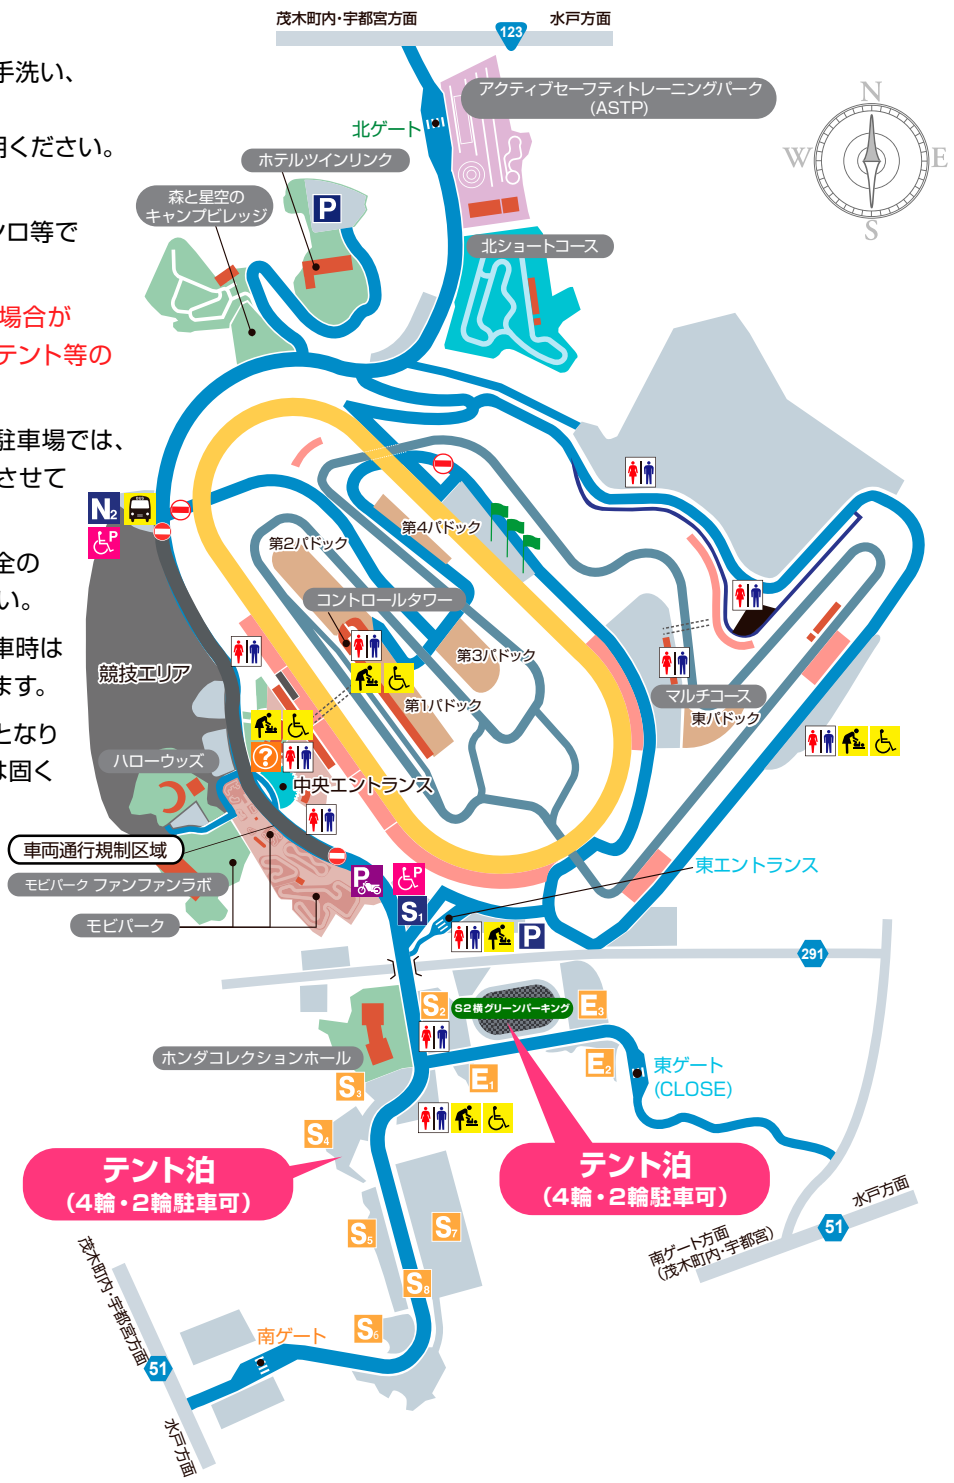 茂木町内・宇都宮方面
水戸方面
123
手洗い、
アクティブセーフティトレーニングパーク
(ASTP)
N
W
E
S
北ゲート
用ください。
ホテルツインリンク
森と星空の
キャンプビレッジ
P
ンロ等で
北ショートコース
場合が
テント等の
駐車場では、
させて
N2
P
第4パドック
第2パドック
全の
い。
コントロールタワー
車時は
ます。
第3パドック
競技エリア
第1パドック
マルチコース
東パドック
となり
は固く
ハローウッズ
?
中央エントランス
車両通行規制区域
モビパーク ファンファンラボ
モビパーク
P
P
S1
東エントランス
P
291
S2
S2横グリーンパーキング
E3
ホンダコレクションホール
E2
東ゲート
(CLOSE)
E1
S3
S4
テント泊
(4輪・2輪駐車可)
テント泊
(4輪・2輪駐車可)
S5
S7
水戸方面
51
南ゲート方面
(茂木町内・宇都宮)
茂木町内・宇都宮方面
S8
S6
南ゲート
51
水戸方面